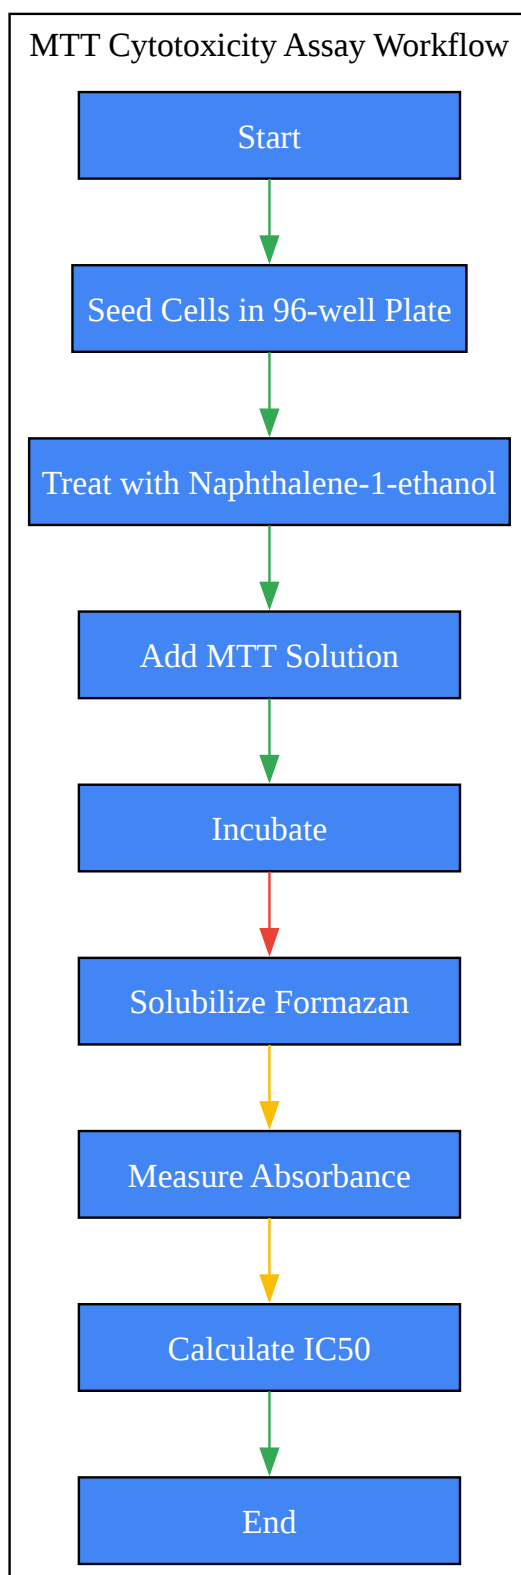 MTT Cytotoxicity Assay Workflow
Start
Seed Cells in 96-well Plate
Treat with Naphthalene-1-ethanol
Add MTT Solution
Incubate
Solubilize Formazan
Measure Absorbance
Calculate IC50
End